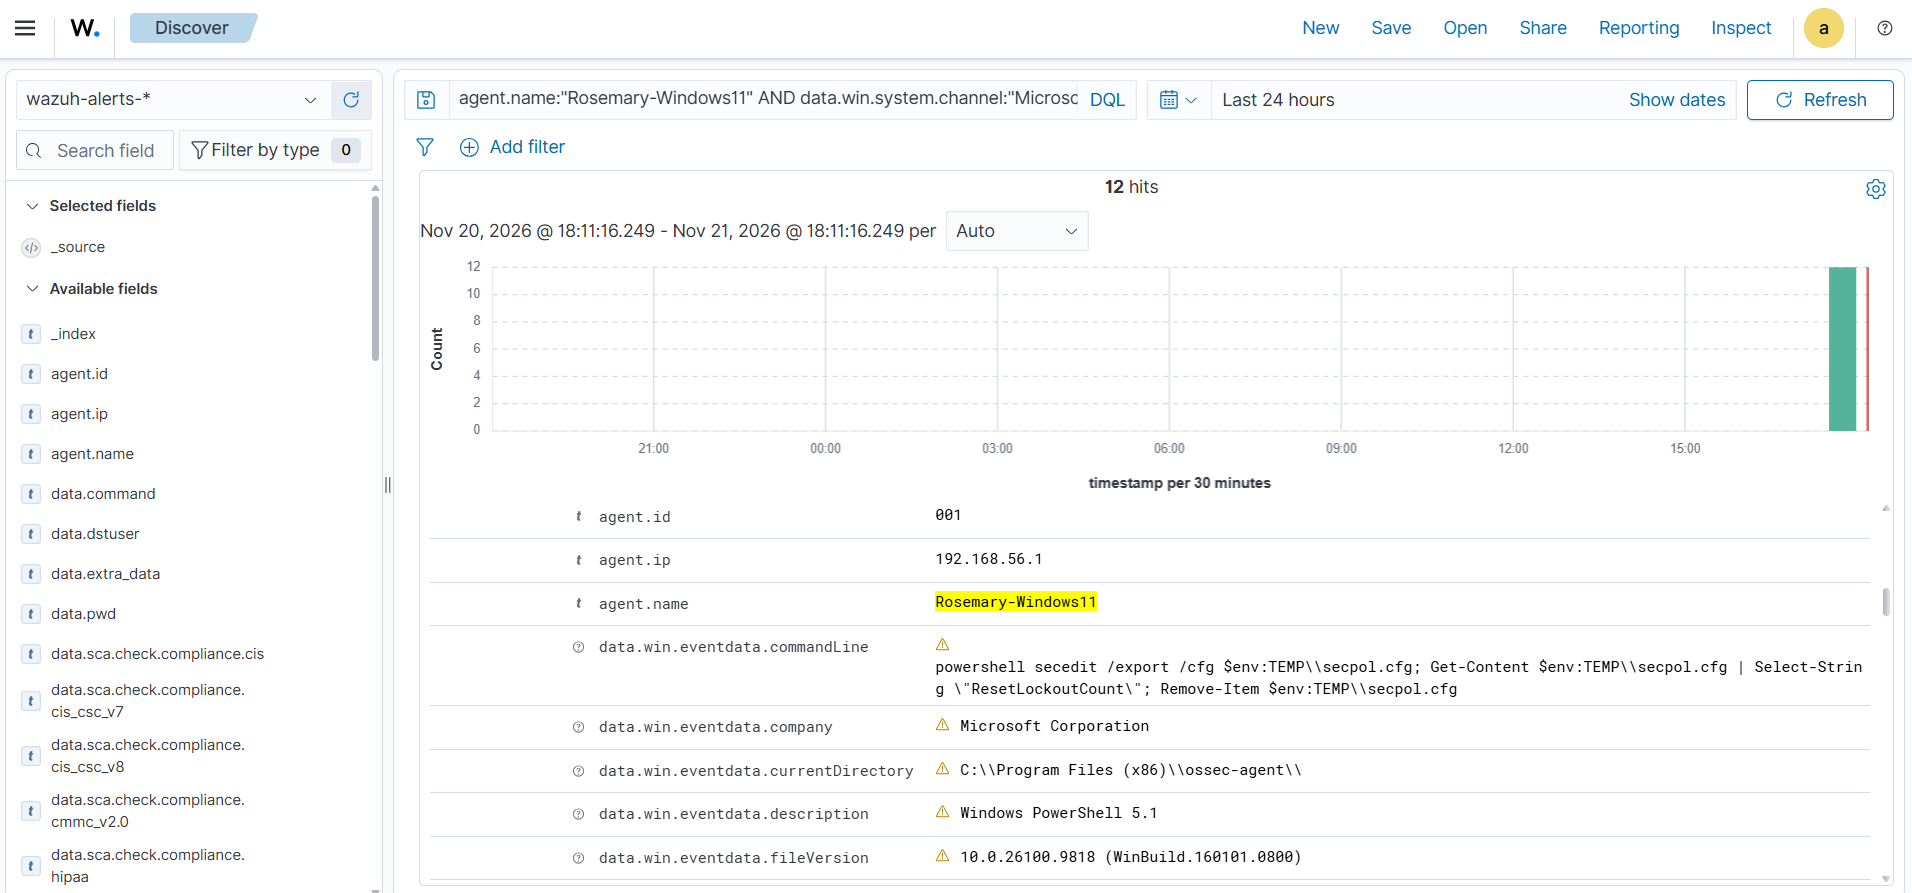 W.
Discover
New
Save
Open
Share
Reporting
Inspect
a
wazuh-alerts-*
Search field
Filter by type 0
Selected fields
_source
Available fields
t _index
t agent.id
t agent.ip
t agent.name
t data.command
t data.dstuser
t data.extra_data
t data.pwd
t data.sca.check.compliance.cis
t data.sca.check.compliance.
cis_csc_v7
t data.sca.check.compliance.
cis_csc_v8
t data.sca.check.compliance.
cmmc_v2.0
t data.sca.check.compliance.
hipaa
agent.name:"Rosemary-Windows11" AND data.win.system.channel:"Microsc
DQL
Last 24 hours
Show dates
Refresh
Add filter
12 hits
Nov 20, 2026 @ 18:11:16.249 - Nov 21, 2026 @ 18:11:16.249 per
Auto
Count
12
10
8
6
4
2
0
21:00
00:00
03:00
06:00
09:00
12:00
15:00
timestamp per 30 minutes
t agent.id 001
t agent.ip 192.168.56.1
t agent.name Rosemary-Windows11
data.win.eventdata.commandLine
powershell secedit /export /cfg $env:TEMP\\secpol.cfg; Get-Content $env:TEMP\\secpol.cfg | Select-Strin
g \"ResetLockoutCount\"; Remove-Item $env:TEMP\\secpol.cfg
data.win.eventdata.company Microsoft Corporation
data.win.eventdata.currentDirectory C:\\Program Files (x86)\\ossec-agent\\
data.win.eventdata.description Windows PowerShell 5.1
data.win.eventdata.fileVersion 10.0.26100.9818 (WinBuild.160101.0800)